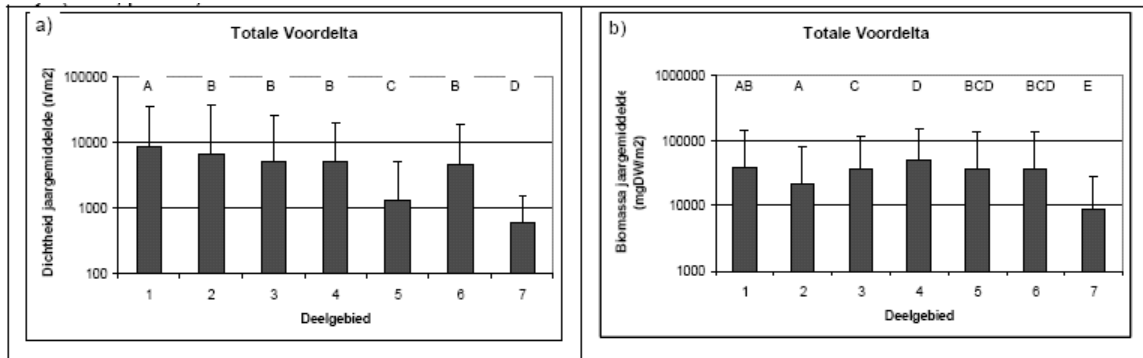 a)
Totale Voordelta
Dichtheid jaargemiddelde (n/m2)
100000
10000
1000
100
A B B B C B D
1 2 3 4 5 6 7
Deelgebied
b)
Totale Voordelta
Biomassa jaargemiddelde
(mgDW/m2)
1000000
100000
10000
1000
AB A C D BCD BCD E
1 2 3 4 5 6 7
Deelgebied